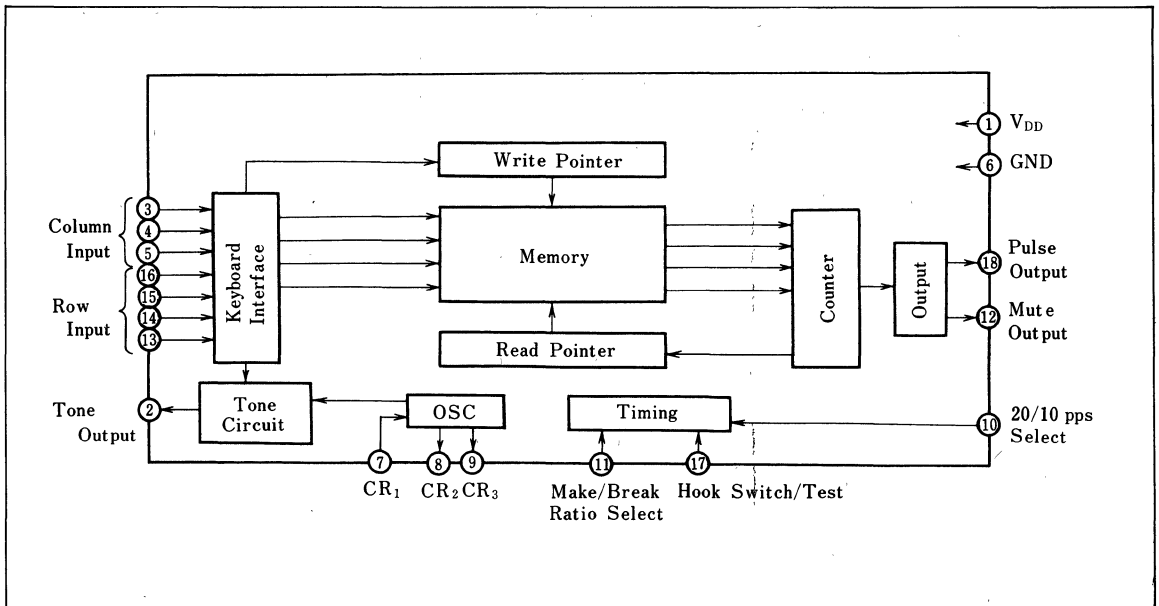 1 V_DD
6 GND
Write Pointer
Column
Input
3
4
5
Row
Input
16
15
14
13
Keyboard
Interface
Memory
Read Pointer
Counter
Output
18 Pulse
Output
12 Mute
Output
Tone
Output
2
Tone
Circuit
OSC
Timing
10 20/10 pps
Select
7
8
9
11
17
CR₁
CR₂ CR₃
Make/Break
Ratio Select
Hook Switch/Test